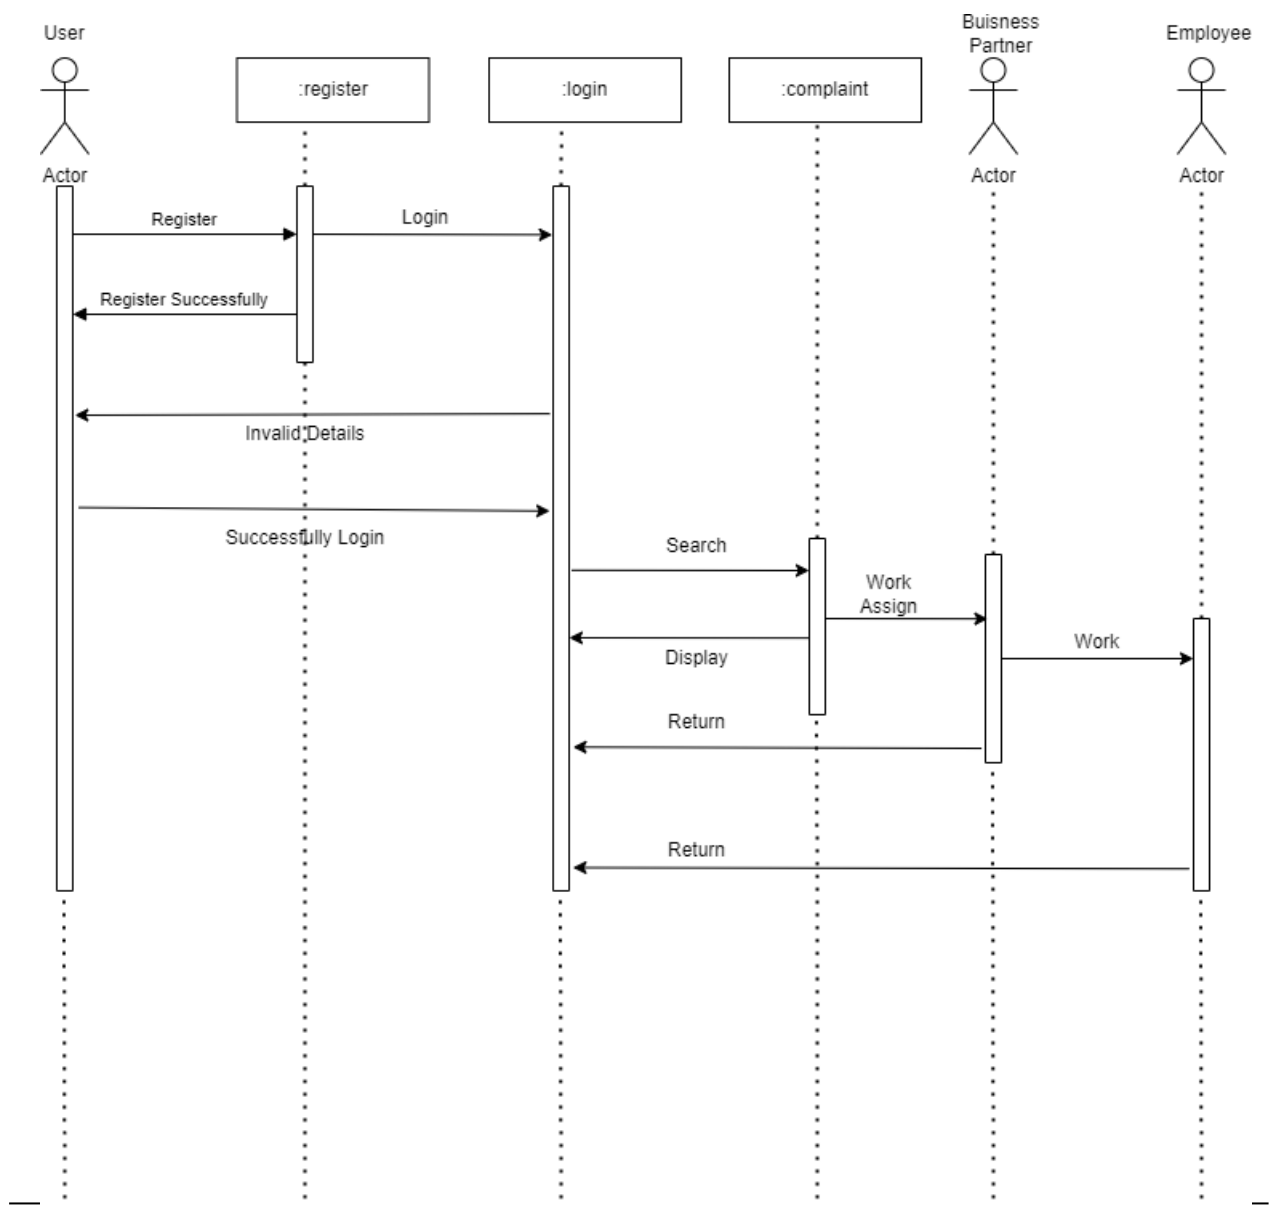 User
Buisness
Partner
Employee
:register
:login
:complaint
Actor
Actor
Actor
Register
Login
Register Successfully
Invalid Details
Successfully Login
Search
Work
Assign
Display
Work
Return
Return